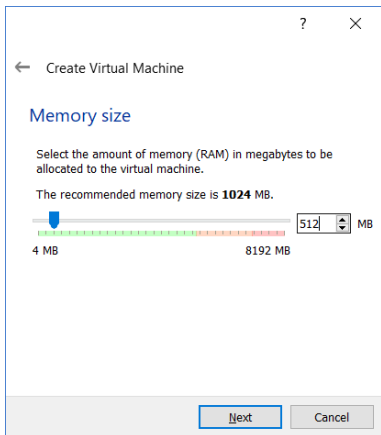 ?
Create Virtual Machine
Memory size
Select the amount of memory (RAM) in megabytes to be
allocated to the virtual machine.
The recommended memory size is 1024 MB.
512 MB
4 MB 8192 MB
Next Cancel